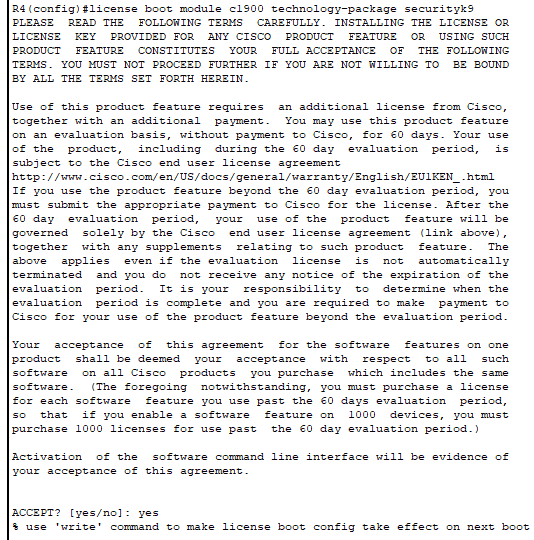 R4(config)#license boot module c1900 technology-package securityk9
PLEASE READ THE FOLLOWING TERMS CAREFULLY. INSTALLING THE LICENSE OR
LICENSE KEY PROVIDED FOR ANY CISCO PRODUCT FEATURE OR USING SUCH
PRODUCT FEATURE CONSTITUTES YOUR FULL ACCEPTANCE OF THE FOLLOWING
TERMS. YOU MUST NOT PROCEED FURTHER IF YOU ARE NOT WILLING TO BE BOUND
BY ALL THE TERMS SET FORTH HEREIN.
Use of this product feature requires an additional license from Cisco,
together with an additional payment. You may use this product feature
on an evaluation basis, without payment to Cisco, for 60 days. Your use
of the product, including during the 60 day evaluation period, is
subject to the Cisco end user license agreement
http://www.cisco.com/en/US/docs/general/warranty/English/EU1KEN_.html
If you use the product feature beyond the 60 day evaluation period, you
must submit the appropriate payment to Cisco for the license. After the
60 day evaluation period, your use of the product feature will be
governed solely by the Cisco end user license agreement (link above),
together with any supplements relating to such product feature. The
above applies even if the evaluation license is not automatically
terminated and you do not receive any notice of the expiration of the
evaluation period. It is your responsibility to determine when the
evaluation period is complete and you are required to make payment to
Cisco for your use of the product feature beyond the evaluation period.
Your acceptance of this agreement for the software features on one
product shall be deemed your acceptance with respect to all such
software on all Cisco products you purchase which includes the same
software. (The foregoing notwithstanding, you must purchase a license
for each software feature you use past the 60 days evaluation period,
so that if you enable a software feature on 1000 devices, you must
purchase 1000 licenses for use past the 60 day evaluation period.)
Activation of the software command line interface will be evidence of
your acceptance of this agreement.
ACCEPT? [yes/no]: yes
% use 'write' command to make license boot config take effect on next boot